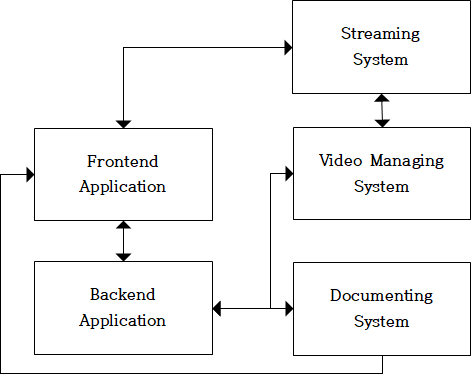 Streaming
System
Frontend
Application
Video Managing
System
Backend
Application
Documenting
System